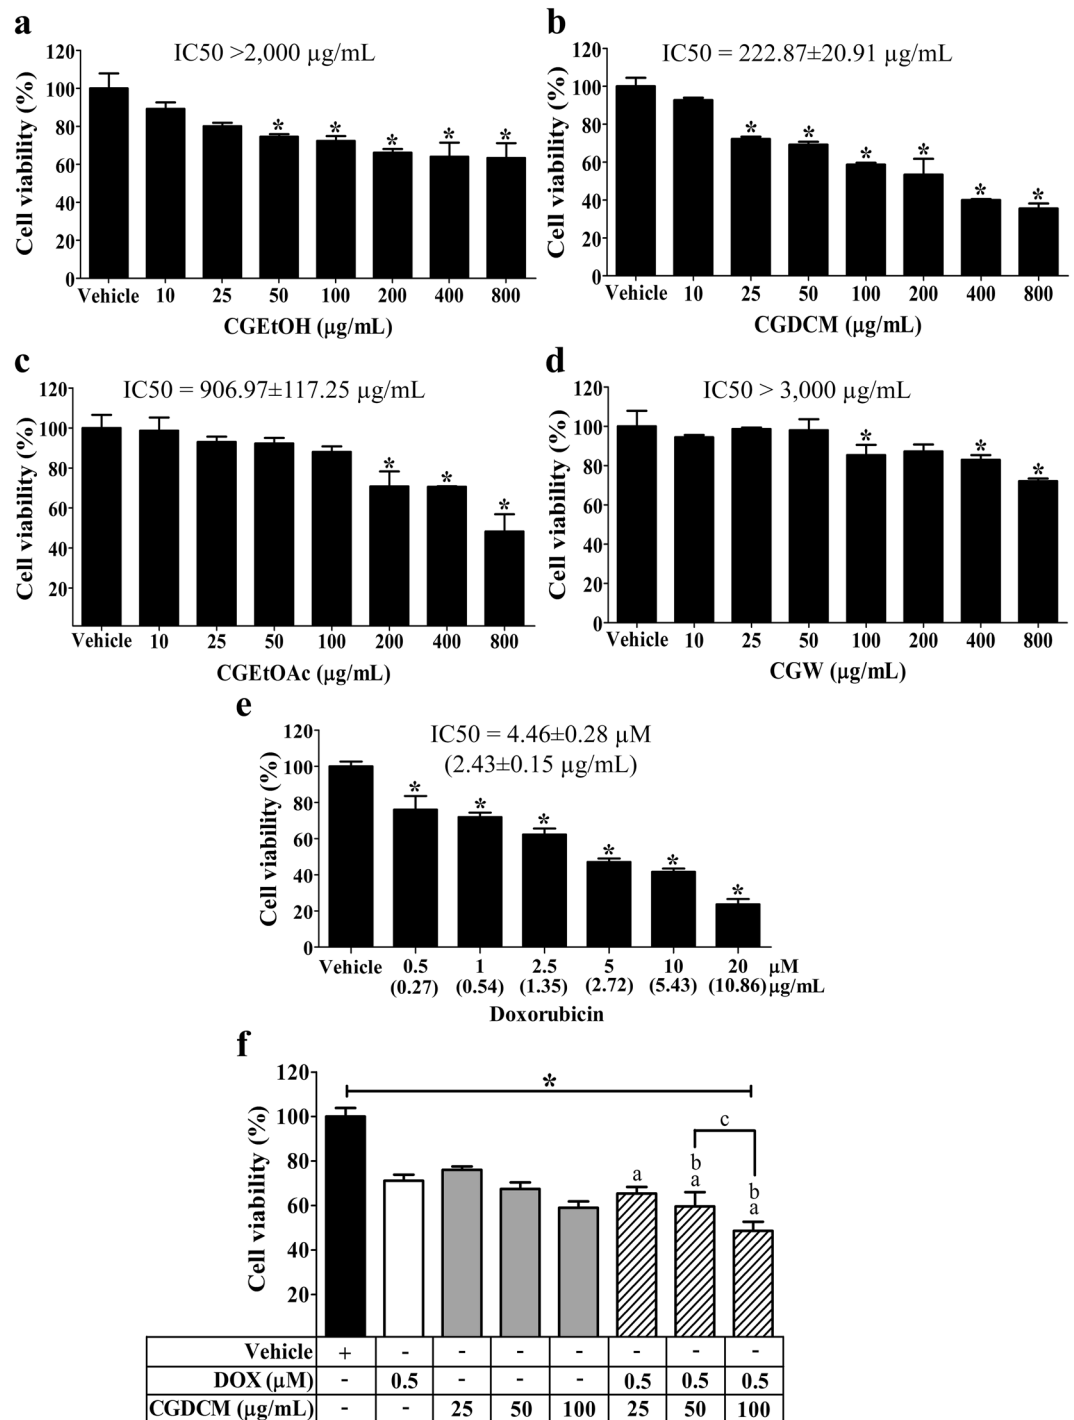 a
IC50 >2,000 µg/mL
Cell viability (%)
120
100
80
60
40
20
0
* * * * *
Vehicle 10 25 50 100 200 400 800
CGEtOH (µg/mL)
b
IC50 = 222.87±20.91 µg/mL
Cell viability (%)
120
100
80
60
40
20
0
* * * * * *
Vehicle 10 25 50 100 200 400 800
CGDCM (µg/mL)
c
IC50 = 906.97±117.25 µg/mL
Cell viability (%)
120
100
80
60
40
20
* * *
Vehicle 10 25 50 100 200 400 800
CGEtOAc (µg/mL)
d
IC50 > 3,000 µg/mL
Cell viability (%)
120
100
80
60
40
20
0
* * *
Vehicle 10 25 50 100 200 400 800
CGW (µg/mL)
e
IC50 = 4.46±0.28 µM
(2.43±0.15 µg/mL)
Cell viability (%)
120
100
80
60
40
20
0
* * * * * *
Vehicle 0.5 1 2.5 5 10 20 µM
(0.27) (0.54) (1.35) (2.72) (5.43) (10.86) µg/mL
Doxorubicin
f
Cell viability (%)
120
100
80
60
40
20
*
c
a
b
a
b
a
Vehicle + - - - - - - -
DOX (µM) - 0.5 - - - 0.5 0.5 0.5
CGDCM (µg/mL) - - 25 50 100 25 50 100